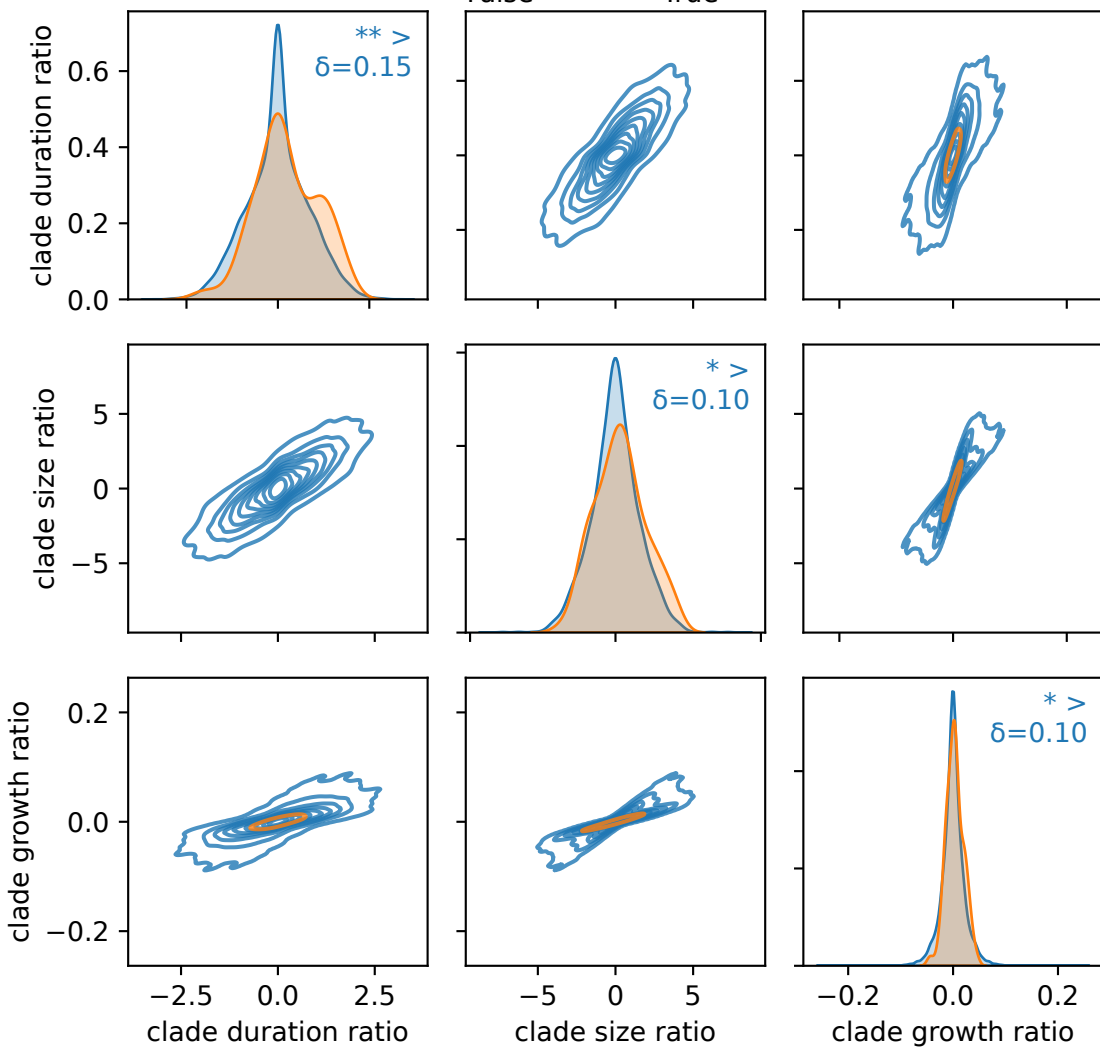 clade duration ratio
0.6
0.4
0.2
0.0
** >
δ=0.15
clade size ratio
5
0
−5
* >
δ=0.10
clade growth ratio
0.2
0.0
−0.2
* >
δ=0.10
−2.5 0.0 2.5
−5 0 5
−0.2 0.0 0.2
clade duration ratio
clade size ratio
clade growth ratio